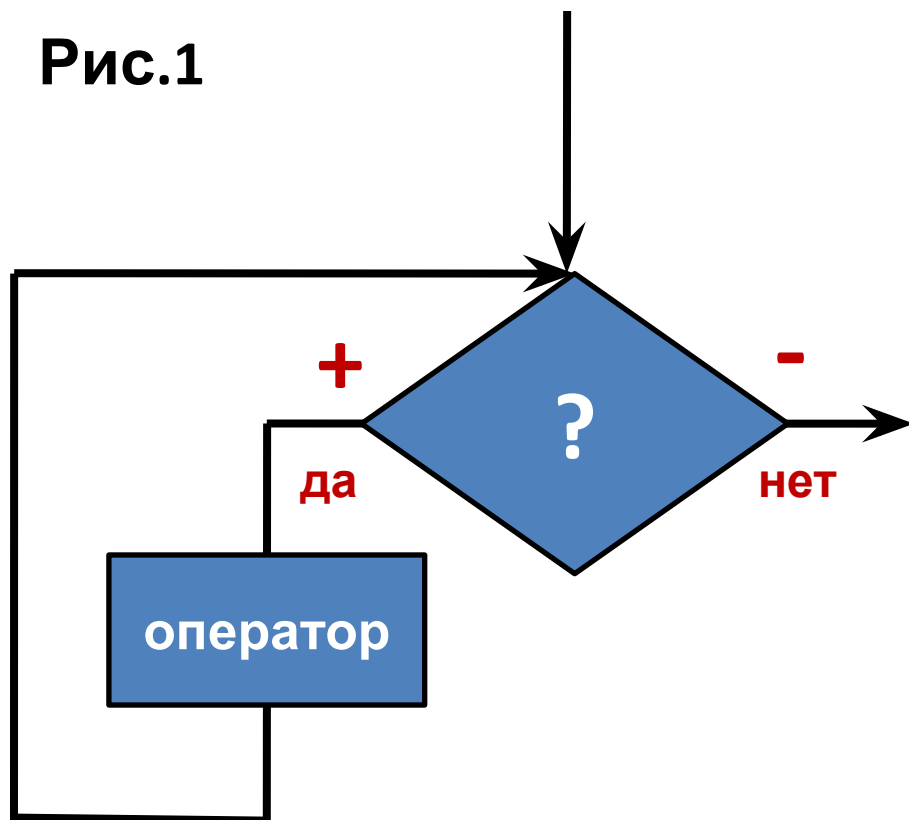 Рис.1
+
-
?
да
нет
оператор